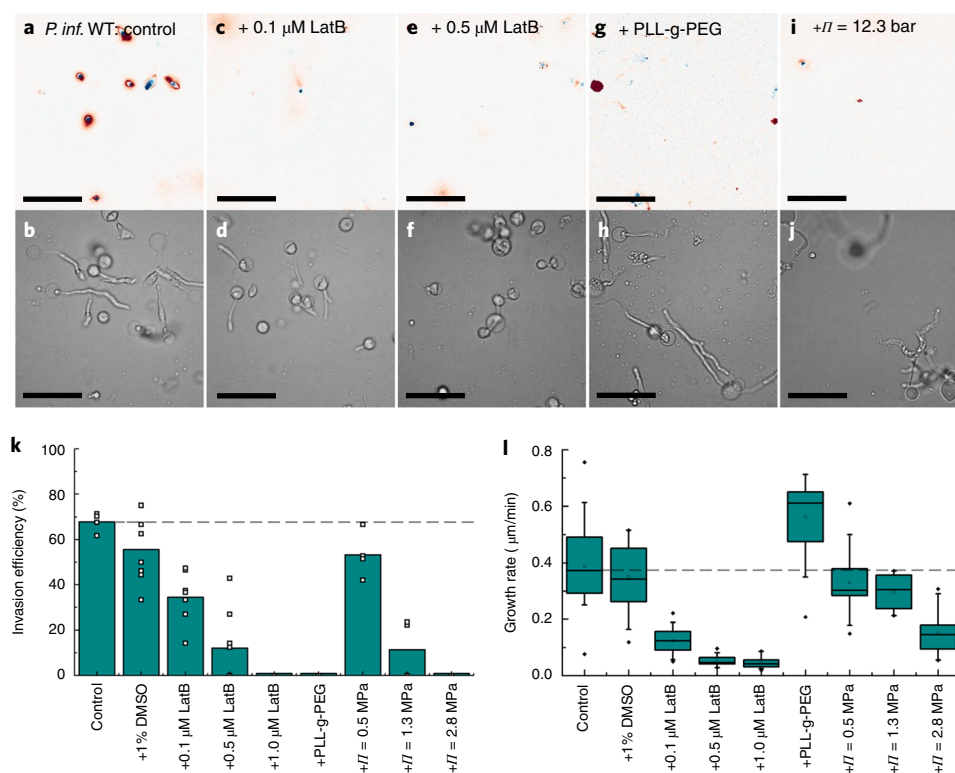 a P. inf. WT: control
c + 0.1 μM LatB
e + 0.5 μM LatB
g + PLL-g-PEG
i +Π = 12.3 bar
b
d
f
h
j
k
Invasion efficiency (%)
100
80
60
40
20
0
Control
+1% DMSO
+0.1 μM LatB
+0.5 μM LatB
+1.0 μM LatB
+PLL-g-PEG
+Π = 0.5 MPa
+Π = 1.3 MPa
+Π = 2.8 MPa
l
Growth rate ( μm/min)
0.8
0.6
0.4
0.2
0.0
Control
+1% DMSO
+0.1 μM LatB
+0.5 μM LatB
+1.0 μM LatB
+PLL-g-PEG
+Π = 0.5 MPa
+Π = 1.3 MPa
+Π = 2.8 MPa